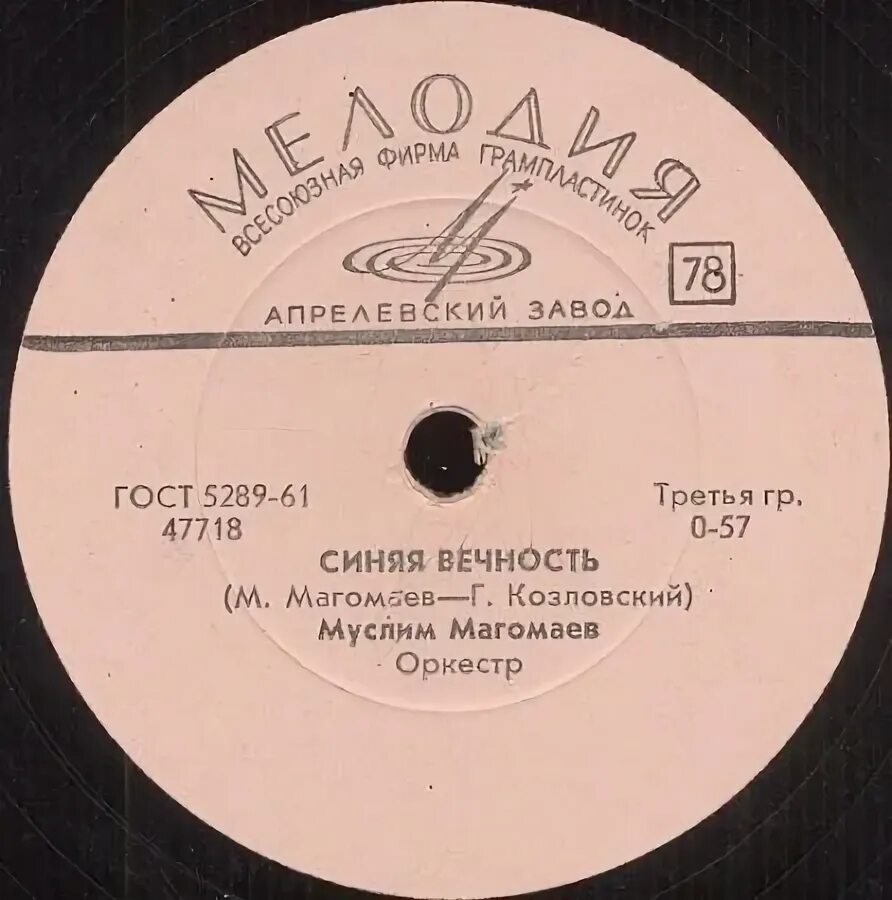 МЕЛОДИЯ
ВСЕСОЮЗНАЯ ФИРМА ГРАМПЛАСТИНОК
78
АПРЕЛЕВСКИЙ ЗАВОД
ГОСТ 5289-61
47718
Третья гр.
0-57
СИНЯЯ ВЕЧНОСТЬ
(М. Магомаев—Г. Козловский)
Муслим Магомаев
Оркестр